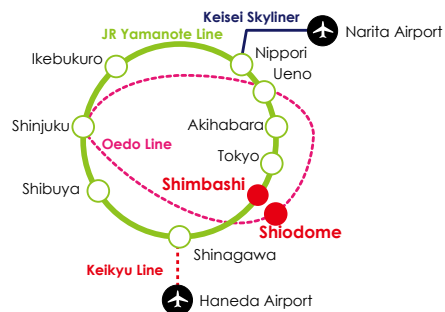 Keisei Skyliner
Narita Airport
JR Yamanote Line
Nippori
Ikebukuro
Ueno
Shinjuku
Oedo Line
Akihabara
Tokyo
Shimbashi
Shibuya
Shiodome
Shinagawa
Keikyu Line
Haneda Airport